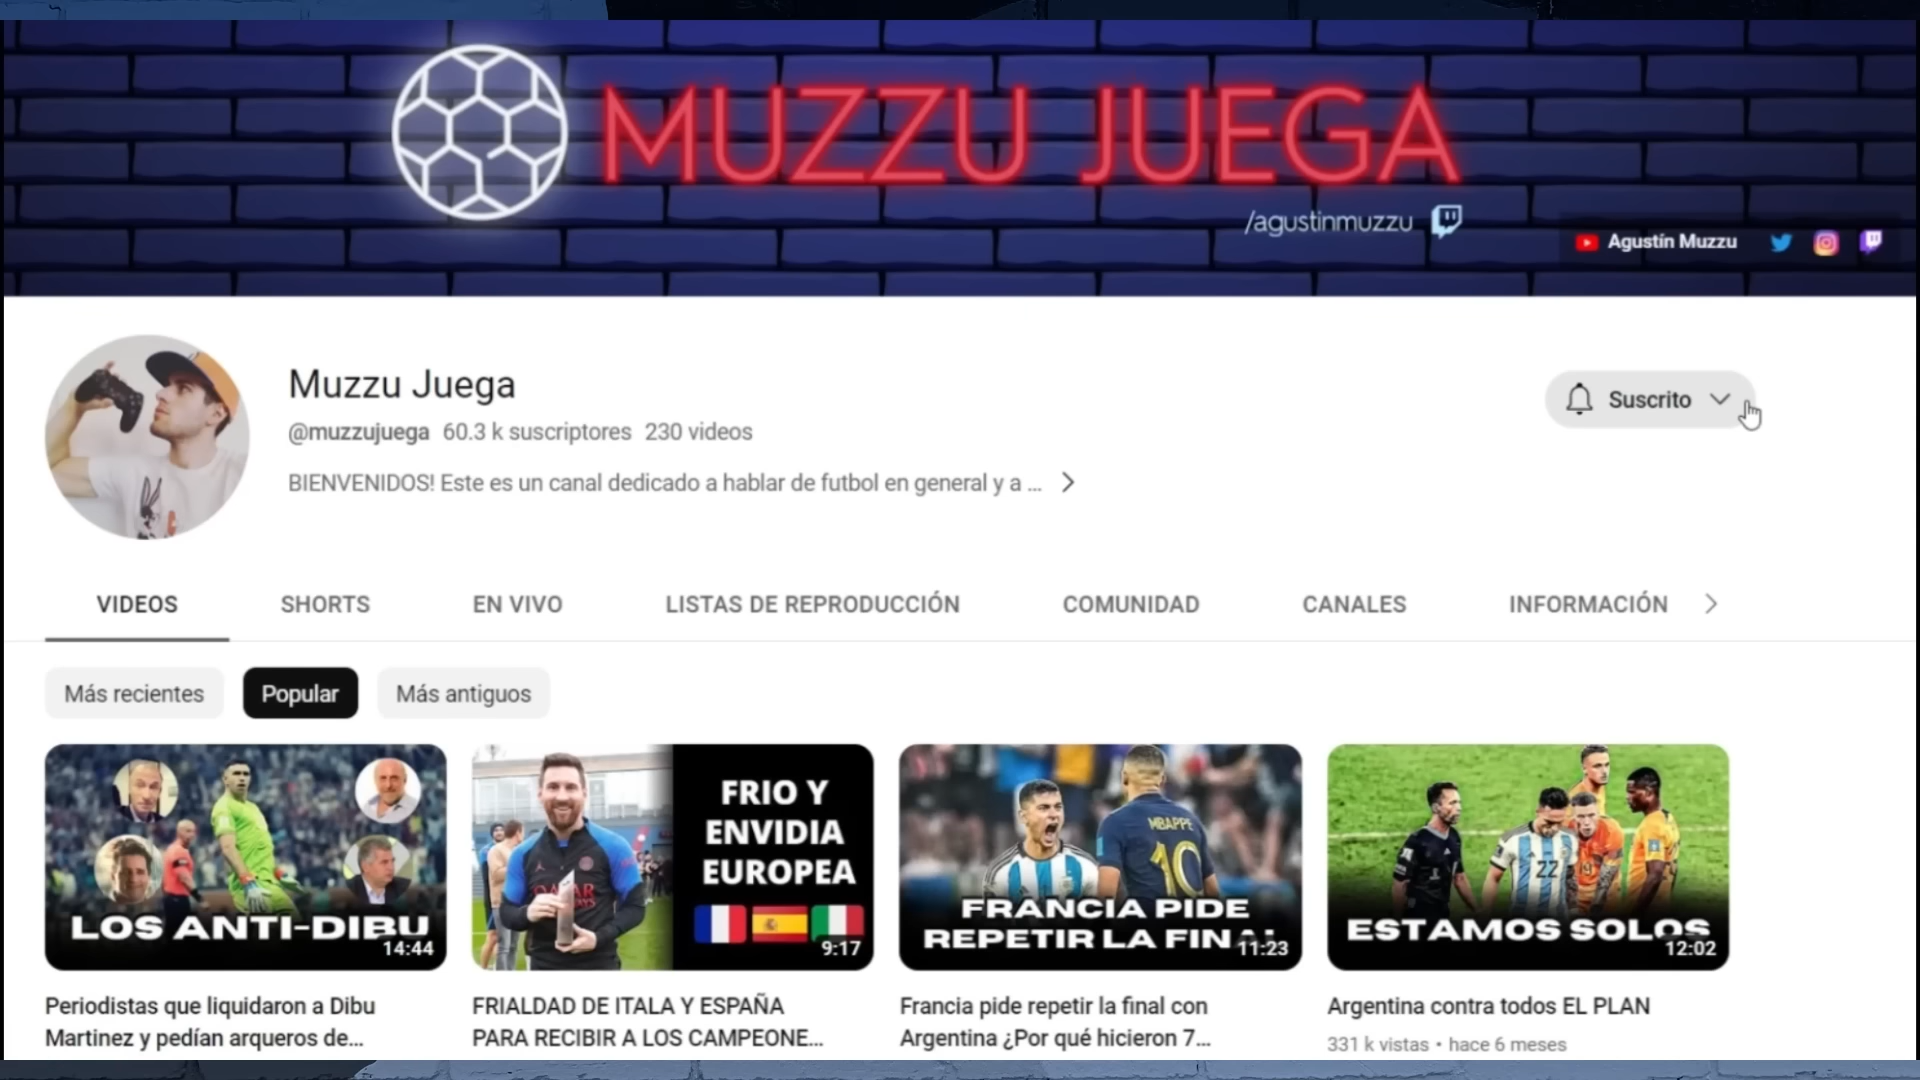 MUZZU JUEGA
/agustinmuzzu
Agustín Muzzu
Muzzu Juega
@muzzujuega 60.3 k suscriptores 230 videos
BIENVENIDOS! Este es un canal dedicado a hablar de futbol en general y a ...
Suscrito
VIDEOS SHORTS EN VIVO LISTAS DE REPRODUCCIÓN COMUNIDAD CANALES INFORMACIÓN
Más recientes Popular Más antiguos
LOS ANTI-DIBU
14:44
QATAR
FRIO Y
ENVIDIA
EUROPEA
9:17
MBAPPE
10
FRANCIA PIDE
REPETIR LA FINAL
11:23
22
ESTAMOS SOLOS
12:02
Periodistas que liquidaron a Dibu
Martinez y pedían arqueros de...
FRIALDAD DE ITALA Y ESPAÑA
PARA RECIBIR A LOS CAMPEONE...
Francia pide repetir la final con
Argentina ¿Por qué hicieron 7...
Argentina contra todos EL PLAN
331 k vistas • hace 6 meses